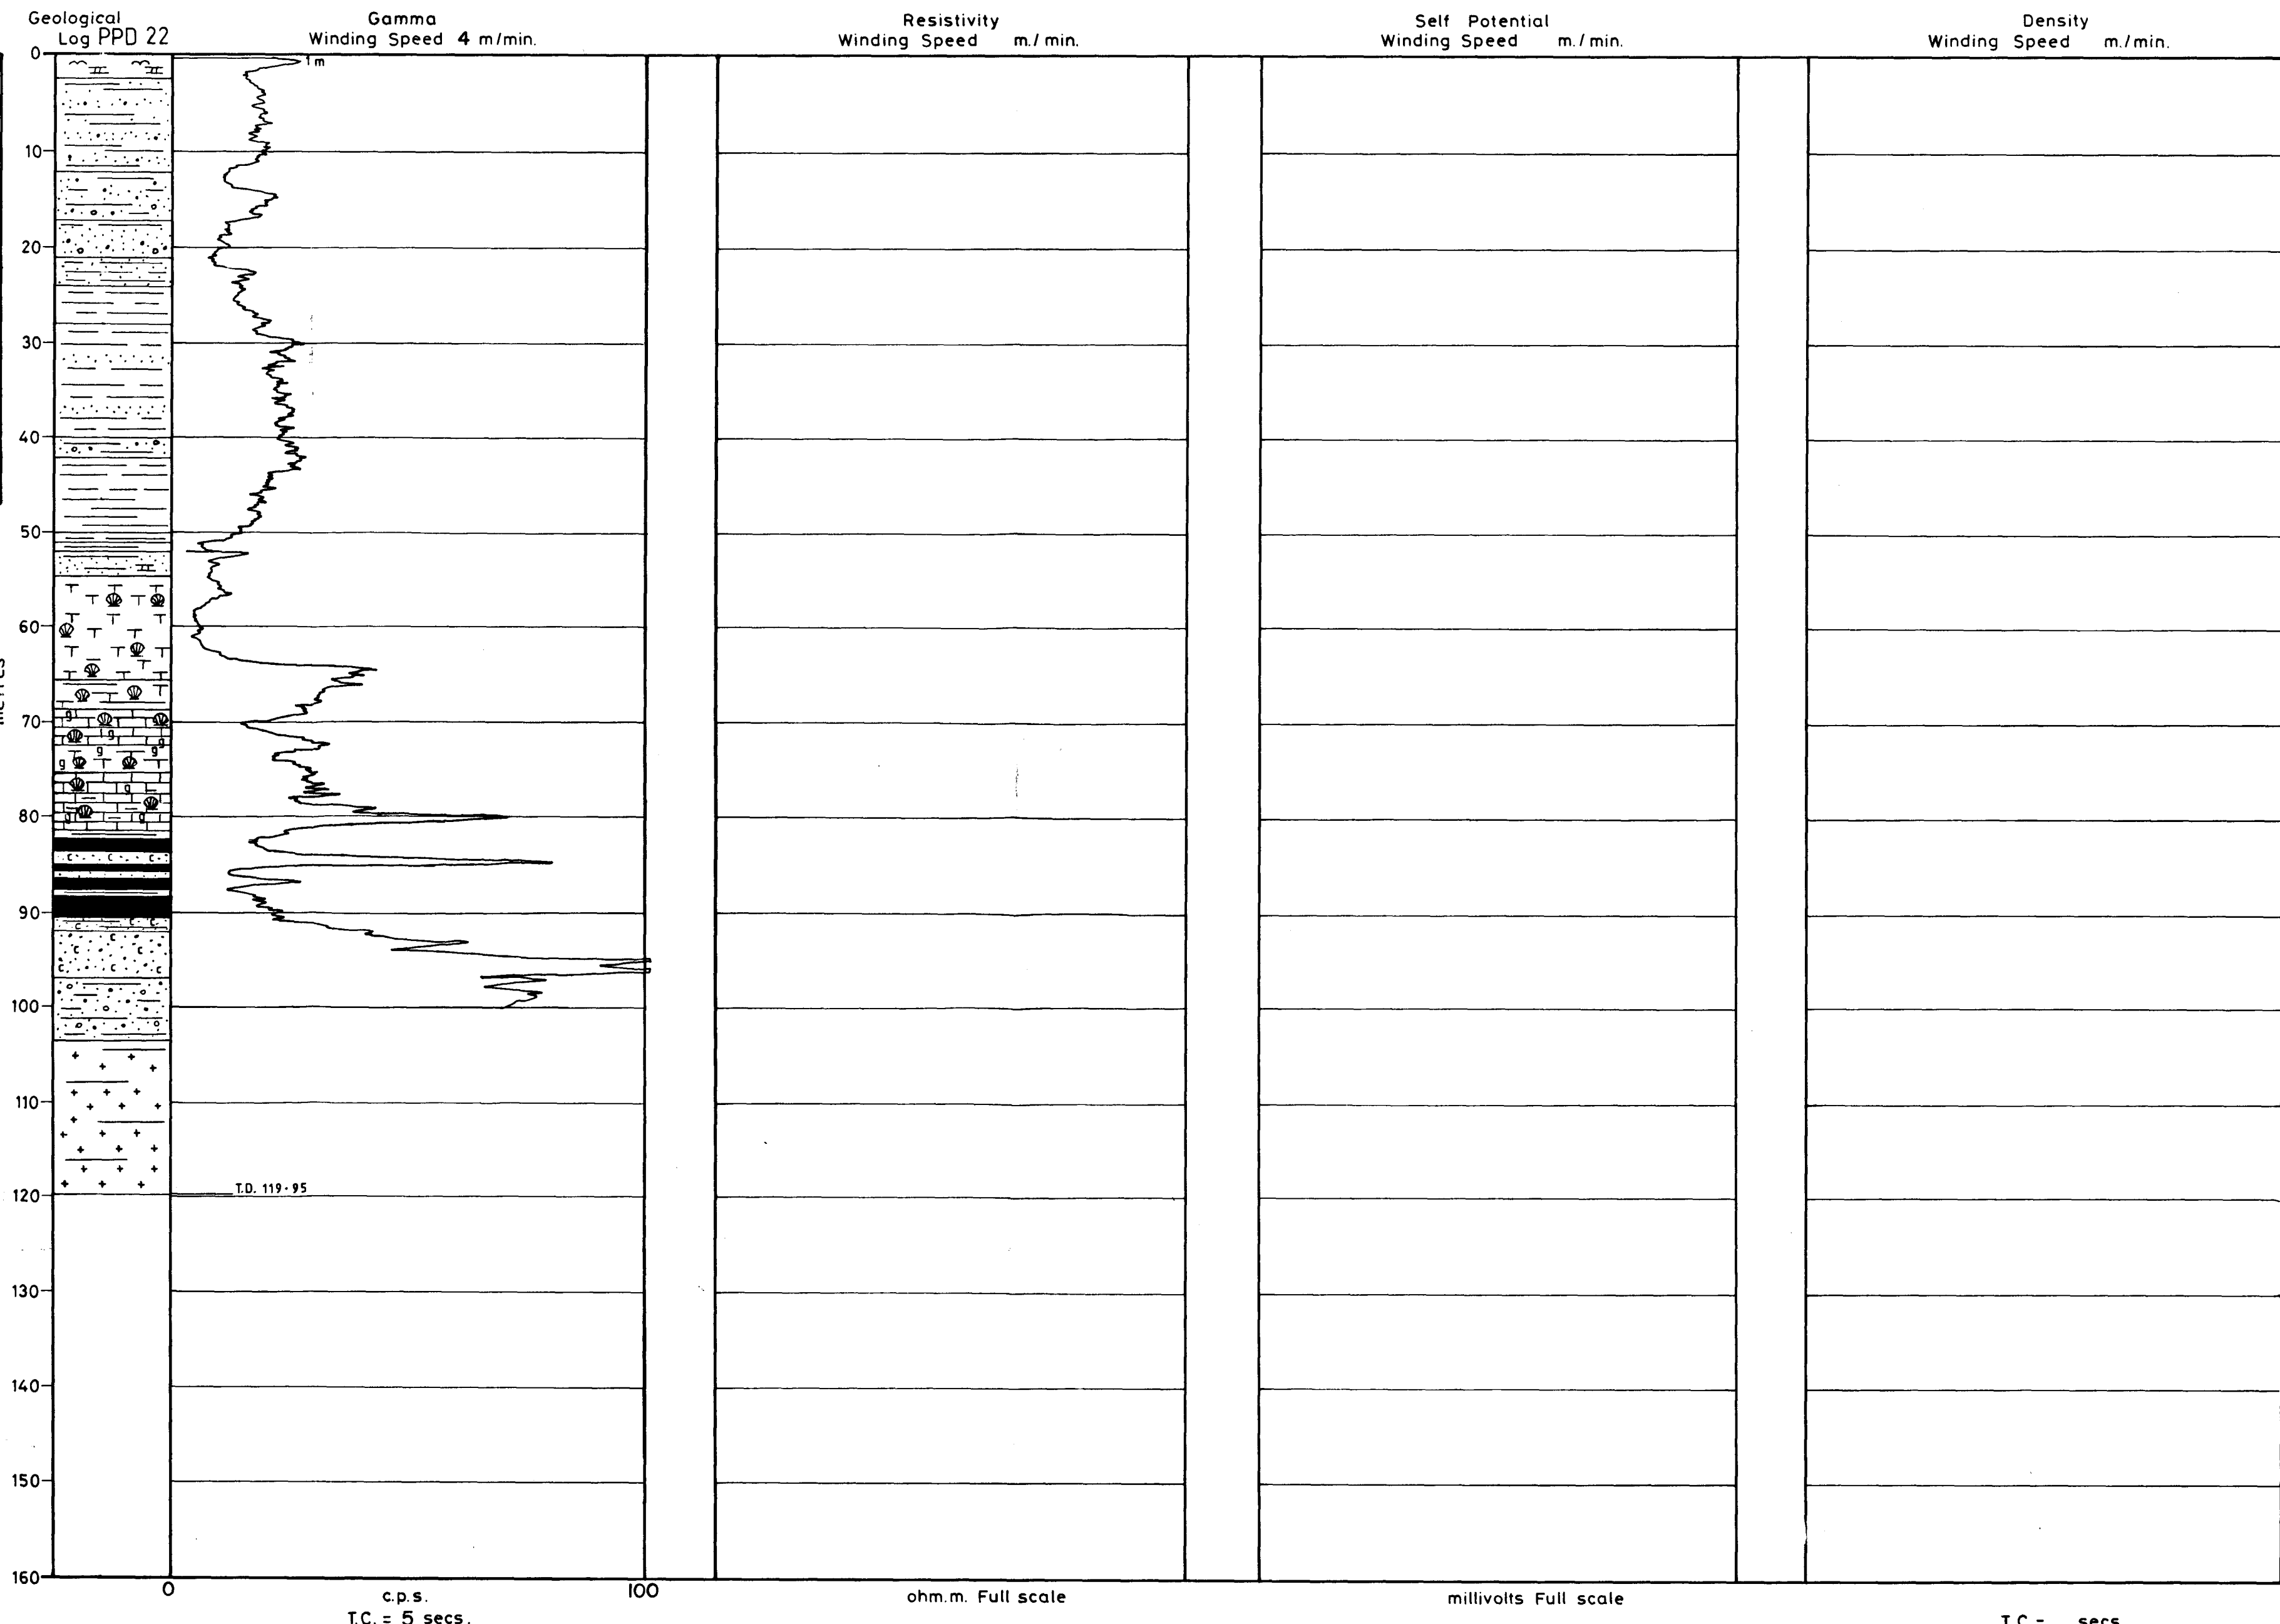 Geological
Log PPD 22
Gamma
Winding Speed 4 m/min.
Resistivity
Winding Speed m./min.
Self Potential
Winding Speed m./min.
Density
Winding Speed m./min.
0
1m
10
20
30
40
50
60
metres
70
80
90
100
110
T.D. 119·95
120
130
140
150
160
0
100
c.p.s.
T.C. = 5 secs.
ohm.m. Full scale
millivolts Full scale
T.C = secs